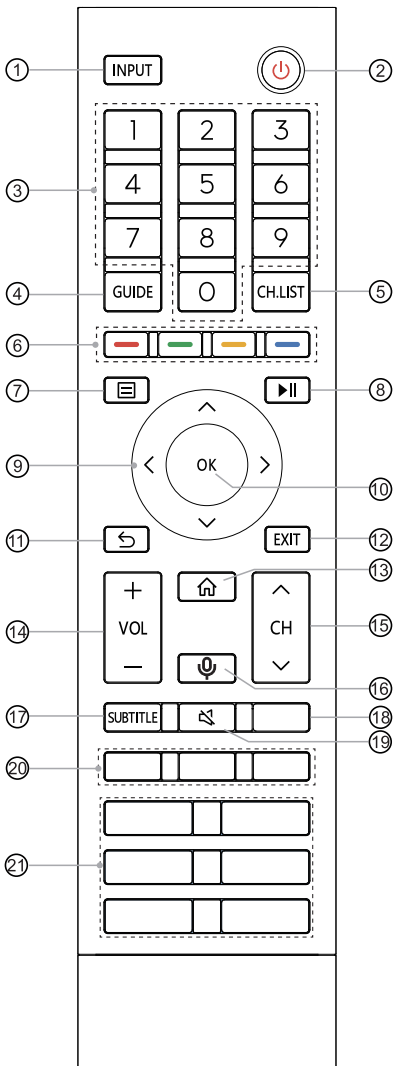 ① INPUT ②
1 2 3
③ 4 5 6
7 8 9
④ GUIDE 0 CH.LIST ⑤
⑥
⑦ ⑧
⑨ OK
⑩
⑪ EXIT ⑫
⑬
+
⑭ VOL CH ⑮
−
⑯
⑰ SUBTITLE ⑱
⑲
⑳
㉑